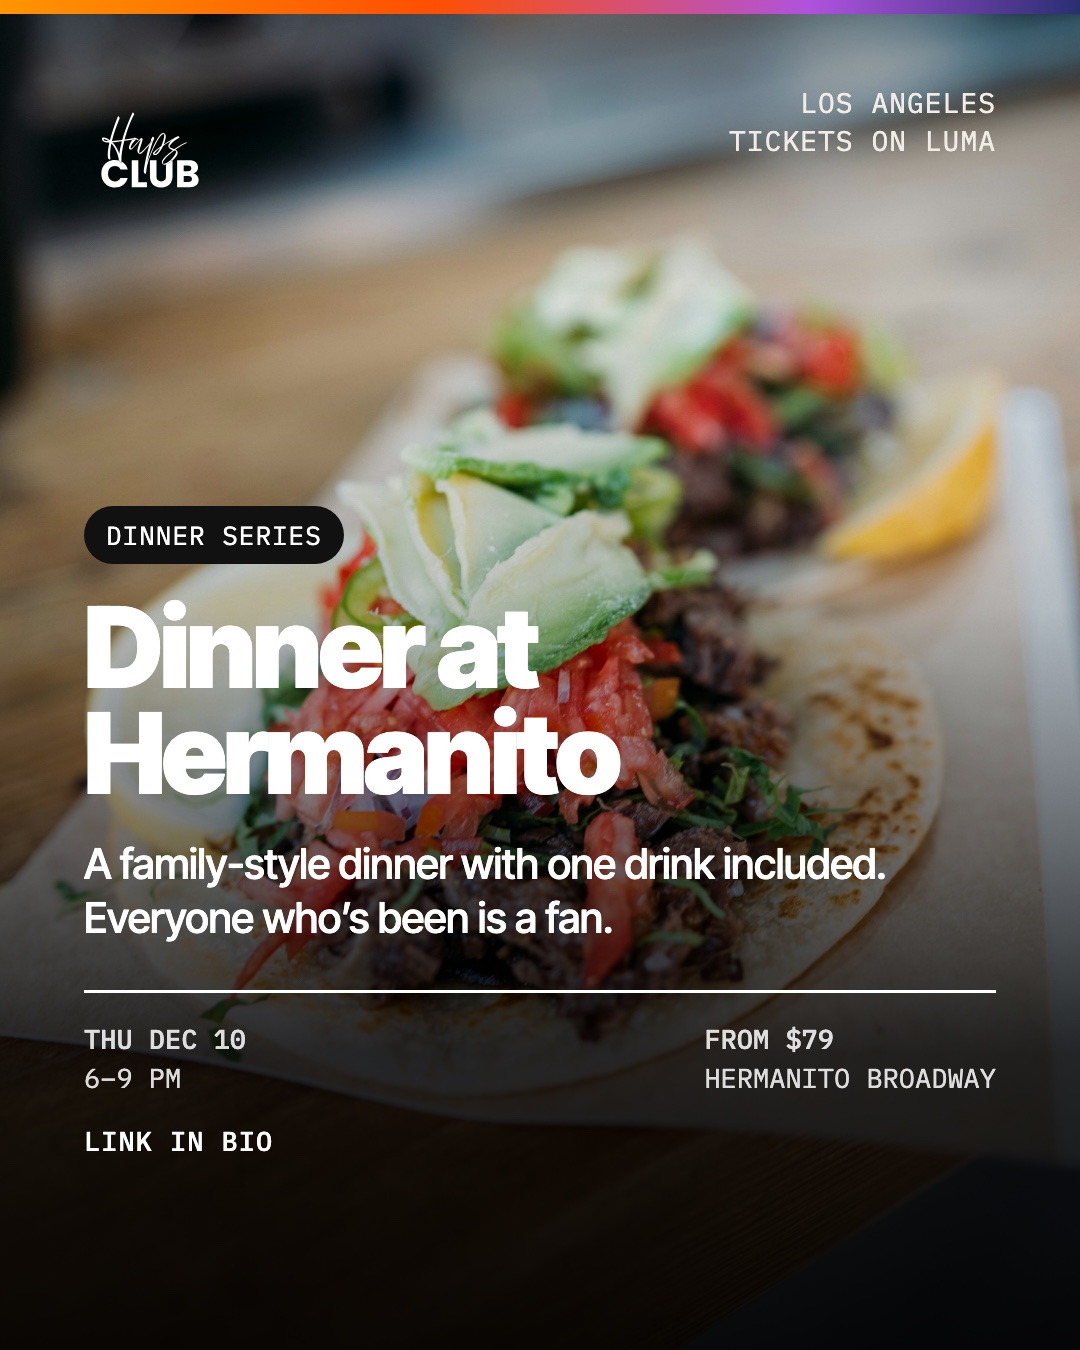 Haps
CLUB
LOS ANGELES
TICKETS ON LUMA
DINNER SERIES
Dinner at
Hermanito
A family-style dinner with one drink included.
Everyone who’s been is a fan.
THU DEC 10
6–9 PM
FROM $79
HERMANITO BROADWAY
LINK IN BIO